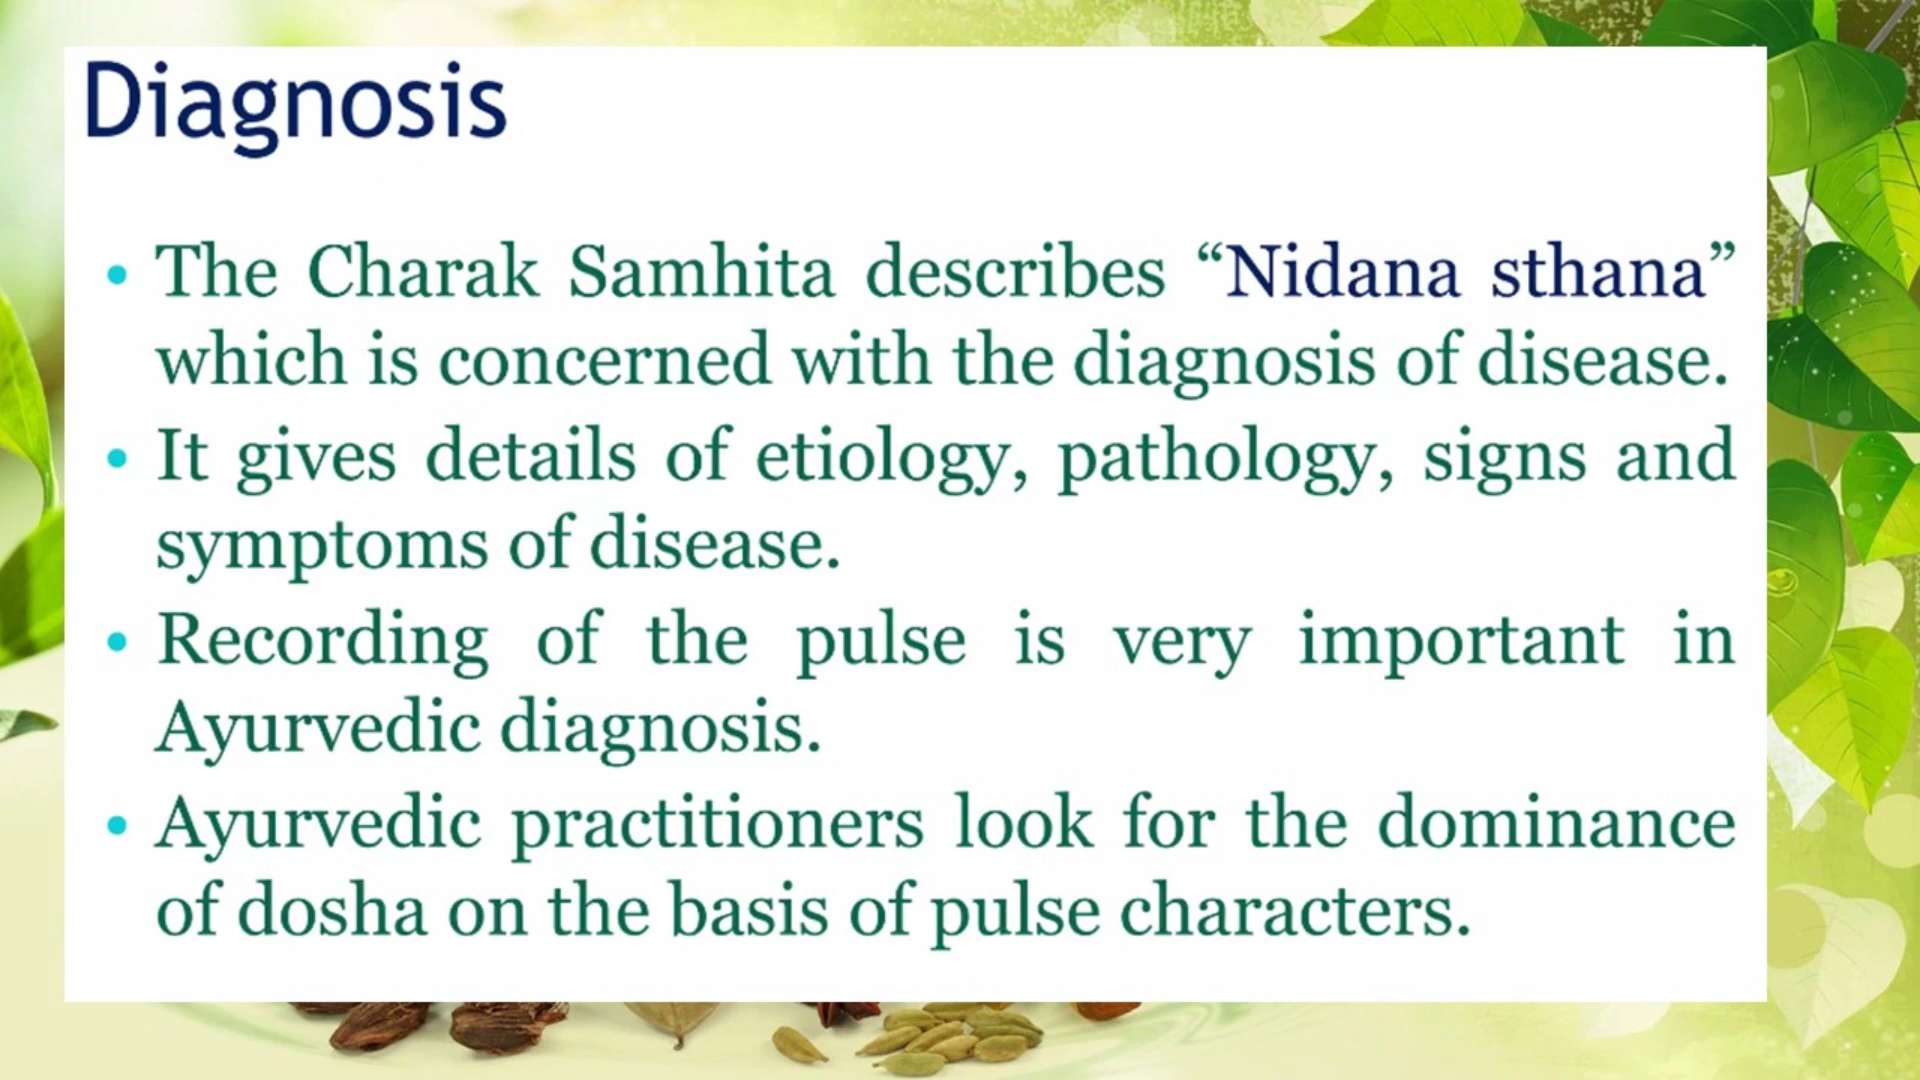 Diagnosis
• The Charak Samhita describes “Nidana sthana”
which is concerned with the diagnosis of disease.
• It gives details of etiology, pathology, signs and
symptoms of disease.
• Recording of the pulse is very important in
Ayurvedic diagnosis.
• Ayurvedic practitioners look for the dominance
of dosha on the basis of pulse characters.